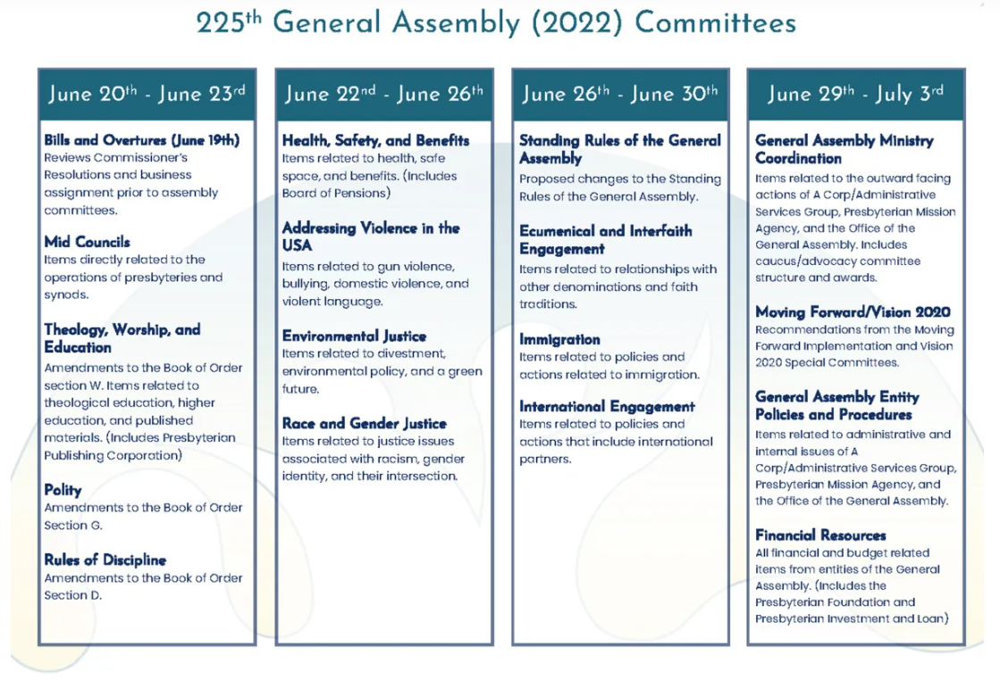 225th General Assembly (2022) Committees
June 20th - June 23rd
Bills and Overtures (June 19th)
Reviews Commissioner's
Resolutions and business
assignment prior to assembly
committees.
Mid Councils
Items directly related to the
operations of presbyteries and
synods.
Theology, Worship, and
Education
Amendments to the Book of Order
section W. Items related to
theological education, higher
education, and published
materials. (Includes Presbyterian
Publishing Corporation)
Polity
Amendments to the Book of Order
Section G.
Rules of Discipline
Amendments to the Book of Order
Section D.
June 22nd - June 26th
Health, Safety, and Benefits
Items related to health, safe
space, and benefits. (Includes
Board of Pensions)
Addressing Violence in the
USA
Items related to gun violence,
bullying, domestic violence, and
violent language.
Environmental Justice
Items related to divestment,
environmental policy, and a green
future.
Race and Gender Justice
Items related to justice issues
associated with racism, gender
identity, and their intersection.
June 26th - June 30th
Standing Rules of the General
Assembly
Proposed changes to the Standing
Rules of the General Assembly.
Ecumenical and Interfaith
Engagement
Items related to relationships with
other denominations and faith
traditions.
Immigration
Items related to policies and
actions related to immigration.
International Engagement
Items related to policies and
actions that include international
partners.
June 29th - July 3rd
General Assembly Ministry
Coordination
Items related to the outward facing
actions of A Corp/Administrative
Services Group, Presbyterian Mission
Agency, and the Office of the
General Assembly. Includes
caucus/advocacy committee
structure and awards.
Moving Forward/Vision 2020
Recommendations from the Moving
Forward Implementation and Vision
2020 Special Committees.
General Assembly Entity
Policies and Procedures
Items related to administrative and
internal issues of A
Corp/Administrative Services Group,
Presbyterian Mission Agency, and
the Office of the General Assembly.
Financial Resources
All financial and budget related
items from entities of the General
Assembly. (Includes the
Presbyterian Foundation and
Presbyterian Investment and Loan)